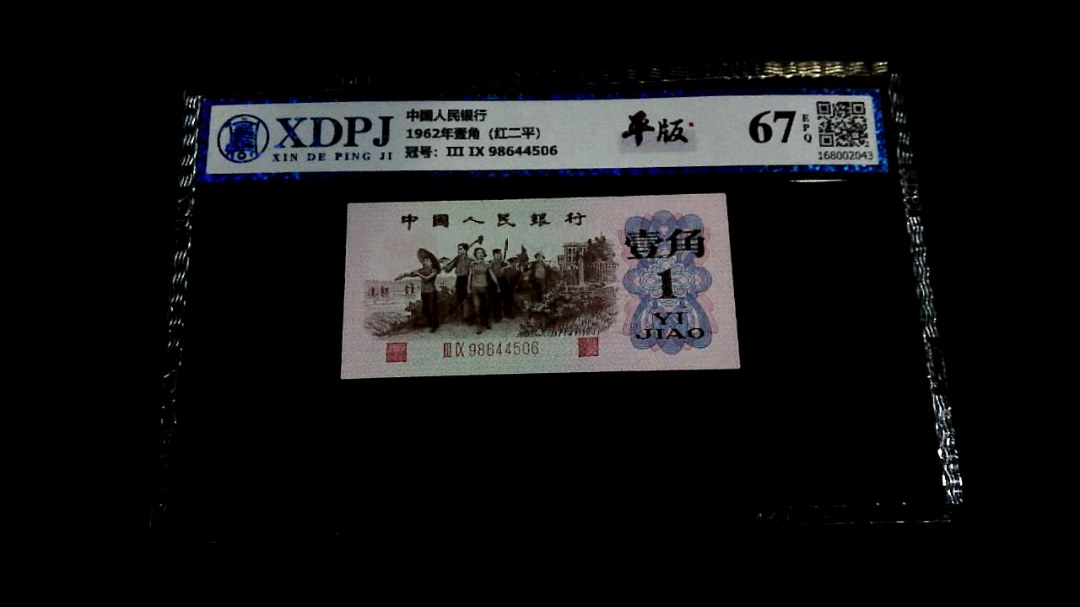 XDPJ
XIN DE PING JI
中國人民银行
1962年壹角（红二平）
冠号：III IX 98644506
平版
67
EPQ
168002043
中國人民銀行
壹角
1
YI
JIAO
III IX 98644506